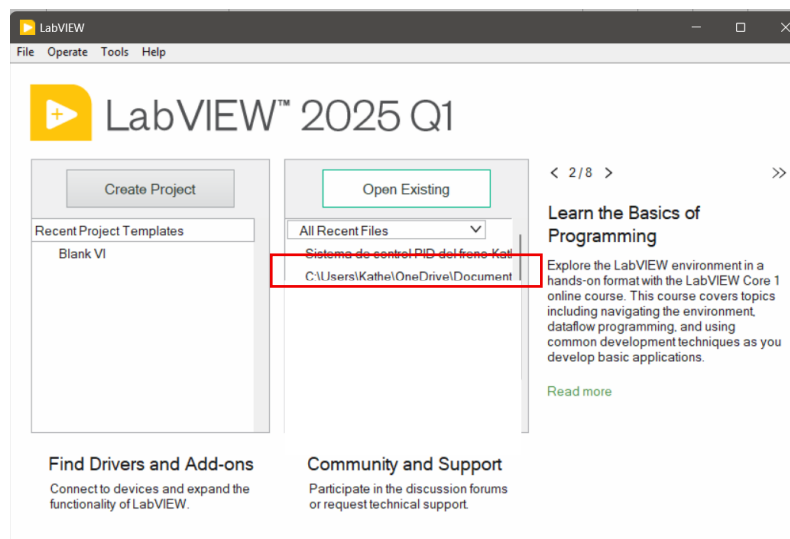 LabVIEW
File Operate Tools Help
LabVIEW™ 2025 Q1
Create Project
Recent Project Templates
Blank VI
Open Existing
All Recent Files
Sistema de control PID del freno Kat
C:\Users\Kathe\OneDrive\Document
2/8
Learn the Basics of
Programming
Explore the LabVIEW environment in a
hands-on format with the LabVIEW Core 1
online course. This course covers topics
including navigating the environment,
dataflow programming, and using
common development techniques as you
develop basic applications.
Read more
Find Drivers and Add-ons
Connect to devices and expand the
functionality of LabVIEW.
Community and Support
Participate in the discussion forums
or request technical support.